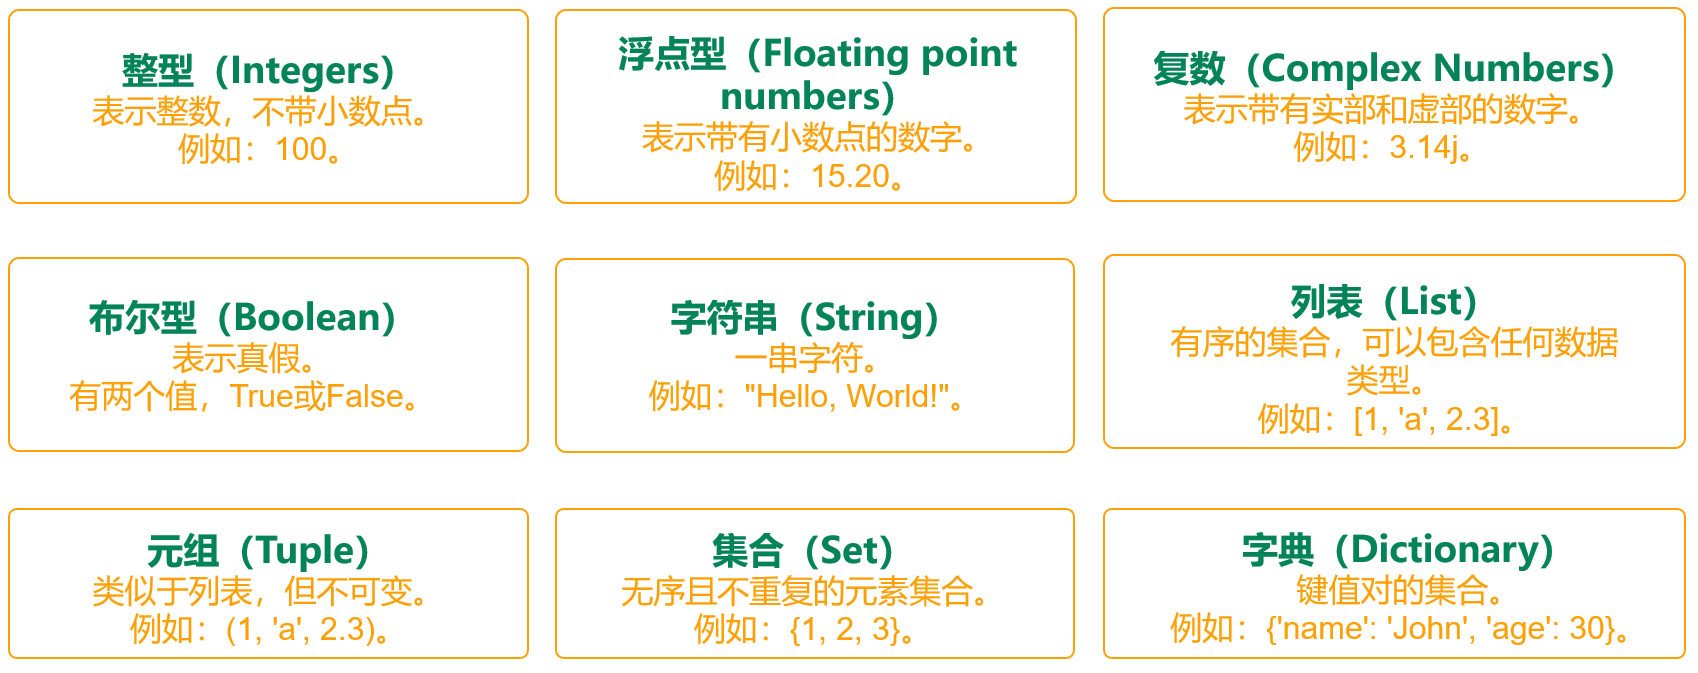 整型（Integers）
表示整数，不带小数点。
例如：100。
浮点型（Floating point
numbers）
表示带有小数点的数字。
例如：15.20。
复数（Complex Numbers）
表示带有实部和虚部的数字。
例如：3.14j。
布尔型（Boolean）
表示真假。
有两个值，True或False。
字符串（String）
一串字符。
例如："Hello, World!"。
列表（List）
有序的集合，可以包含任何数据
类型。
例如：[1, 'a', 2.3]。
元组（Tuple）
类似于列表，但不可变。
例如：(1, 'a', 2.3)。
集合（Set）
无序且不重复的元素集合。
例如：{1, 2, 3}。
字典（Dictionary）
键值对的集合。
例如：{'name': 'John', 'age': 30}。